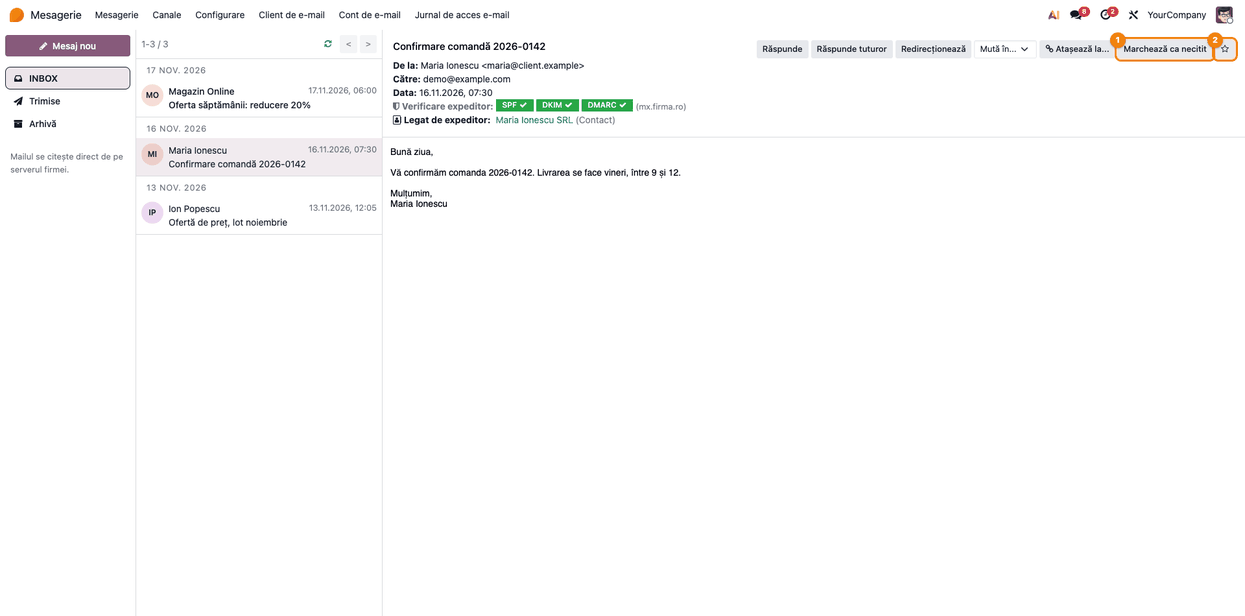 Mesagerie Mesagerie Canale Configurare Client de e-mail Cont de e-mail Jurnal de acces e-mail AI 6 2 YourCompany
Mesaj nou
INBOX
Trimise
Arhivă
Mailul se citește direct de pe
serverul firmei.
1-3 / 3 < >
17 NOV. 2026
MO Magazin Online 17.11.2026, 06:00
Oferta săptămânii: reducere 20%
16 NOV. 2026
MI Maria Ionescu 16.11.2026, 07:30
Confirmare comandă 2026-0142
13 NOV. 2026
IP Ion Popescu 13.11.2026, 12:05
Ofertă de preț, lot noiembrie
Confirmare comandă 2026-0142
Răspunde Răspunde tuturor Redirecționează Mută în... Atașează la... 1 Marchează ca necitit 2
De la: Maria Ionescu <maria@client.example>
Către: demo@example.com
Data: 16.11.2026, 07:30
Verificare expeditor: SPF DKIM DMARC (mx.firma.ro)
Legat de expeditor: Maria Ionescu SRL (Contact)
Bună ziua,
Vă confirmăm comanda 2026-0142. Livrarea se face vineri, între 9 și 12.
Mulțumim,
Maria Ionescu